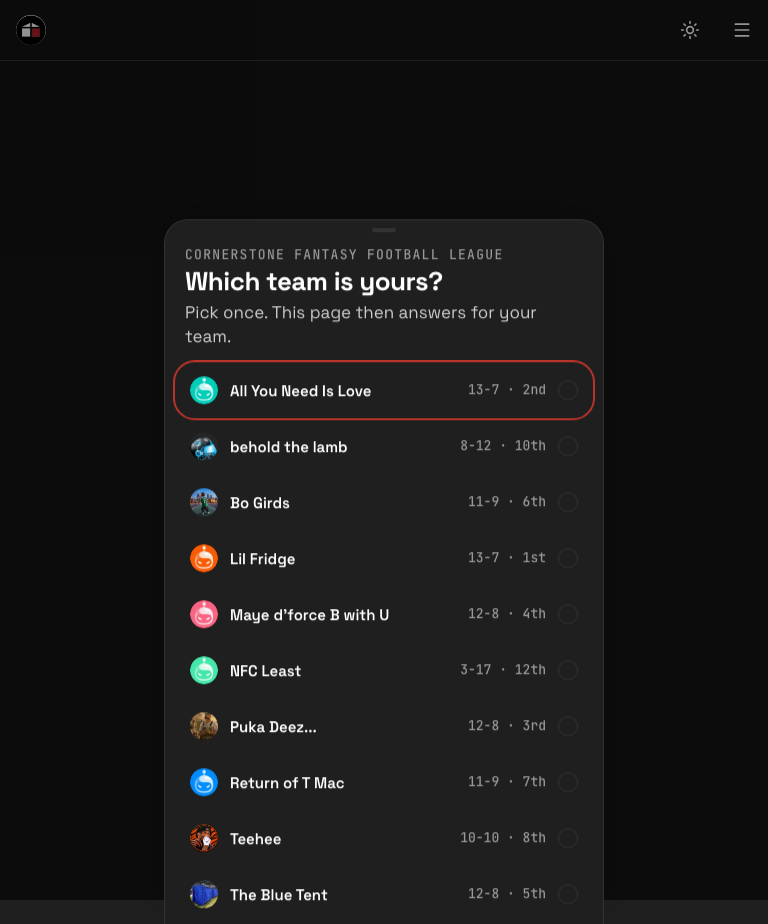 CORNERSTONE FANTASY FOOTBALL LEAGUE
Which team is yours?
Pick once. This page then answers for your
team.
All You Need Is Love 13-7 · 2nd
behold the lamb 8-12 · 10th
Bo Girds 11-9 · 6th
Lil Fridge 13-7 · 1st
Maye d'force B with U 12-8 · 4th
NFC Least 3-17 · 12th
Puka Deez... 12-8 · 3rd
Return of T Mac 11-9 · 7th
Teehee 10-10 · 8th
The Blue Tent 12-8 · 5th